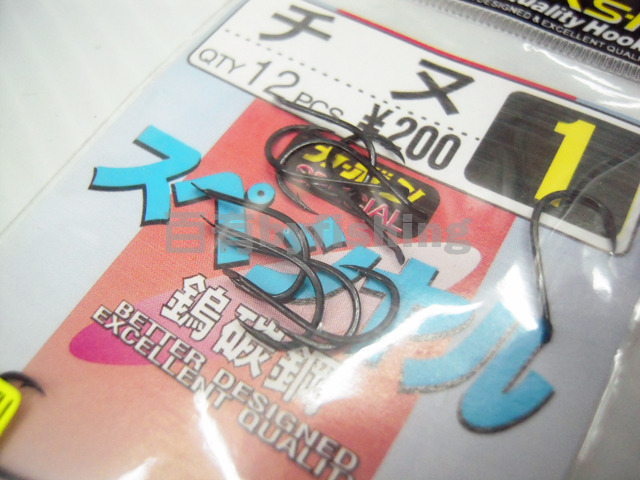 Quality Hook
DESIGNED & EXCELLENT QUALITY
チヌ
QTY 12 PCS ¥200
1
スペシャル
鎢碳鋼
BETTER DESIGNED
EXCELLENT QUALITY